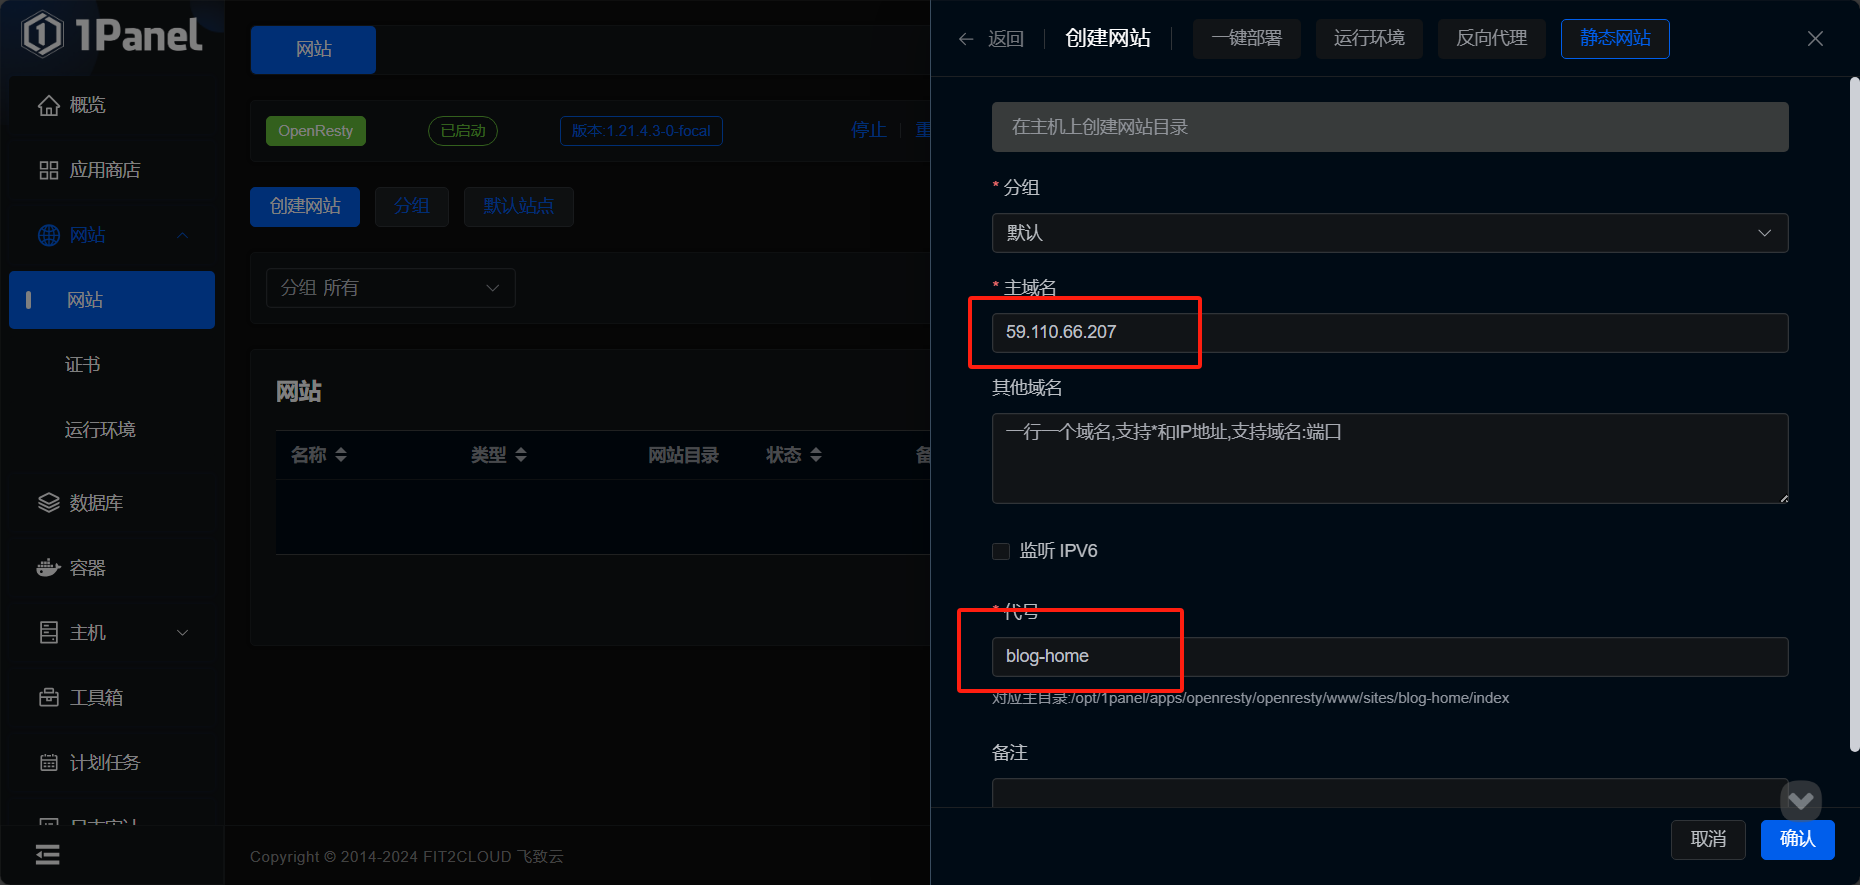 1Panel
概览
应用商店
网站
网站
证书
运行环境
数据库
容器
主机
工具箱
计划任务
日志审计
网站
OpenResty
已启动
版本:1.21.4.3-0-focal
停止
重
创建网站
分组
默认站点
分组 所有
网站
名称 类型 网站目录 状态 备
Copyright © 2014-2024 FIT2CLOUD 飞致云
返回 创建网站 一键部署 运行环境 反向代理 静态网站
在主机上创建网站目录
* 分组
默认
* 主域名
59.110.66.207
其他域名
一行一个域名,支持*和IP地址,支持域名:端口
监听 IPV6
* 代号
blog-home
对应主目录:/opt/1panel/apps/openresty/openresty/www/sites/blog-home/index
备注
取消 确认